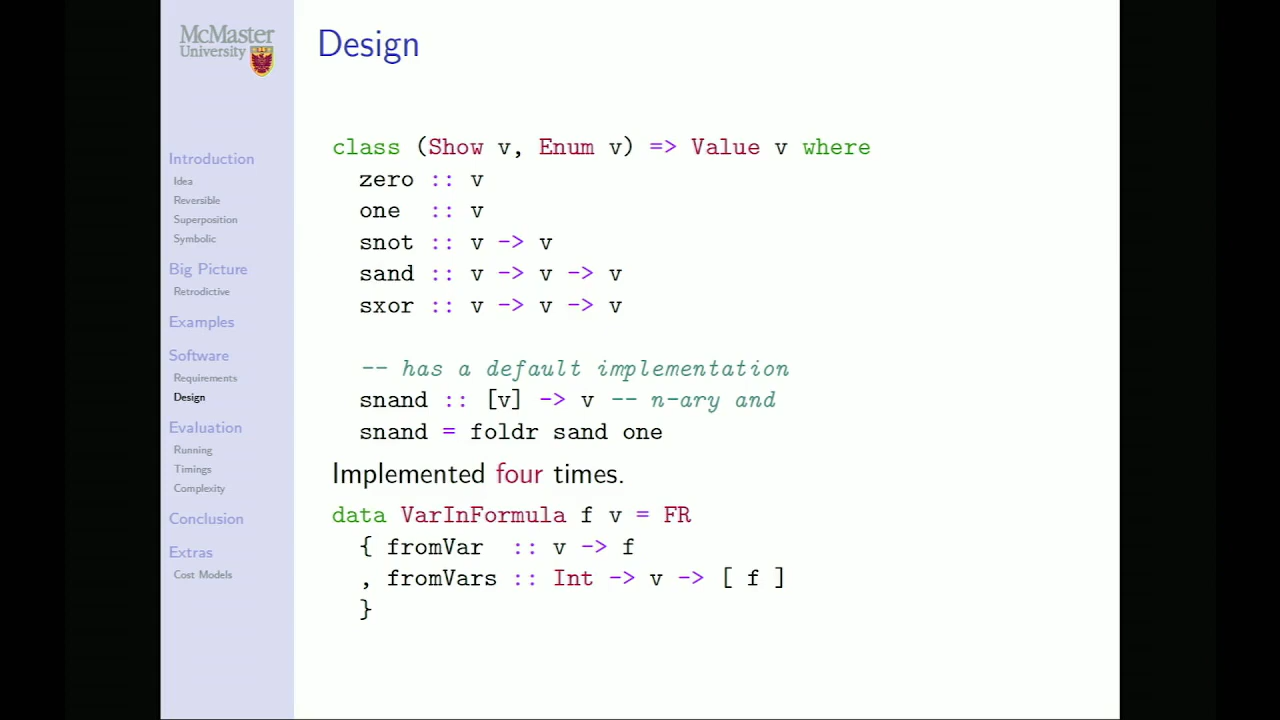 McMaster
University
Introduction
Idea
Reversible
Superposition
Symbolic
Big Picture
Retrodictive
Examples
Software
Requirements
Design
Evaluation
Running
Timings
Complexity
Conclusion
Extras
Cost Models
Design
class (Show v, Enum v) => Value v where
  zero :: v
  one  :: v
  snot :: v -> v
  sand :: v -> v -> v
  sxor :: v -> v -> v
  -- has a default implementation
  snand :: [v] -> v -- n-ary and
  snand = foldr sand one
Implemented four times.
data VarInFormula f v = FR
  { fromVar  :: v -> f
  , fromVars :: Int -> v -> [ f ]
  }